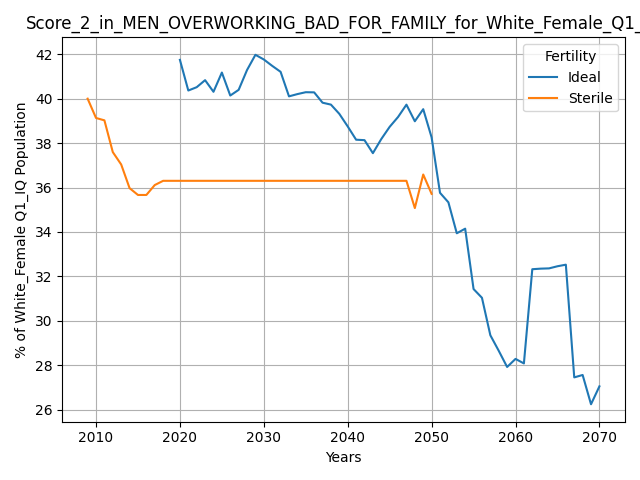 Score_2_in_MEN_OVERWORKING_BAD_FOR_FAMILY_for_White_Female_Q1_
Fertility
Ideal
Sterile
% of White_Female Q1_IQ Population
42
40
38
36
34
32
30
28
26
2010
2020
2030
2040
2050
2060
2070
Years